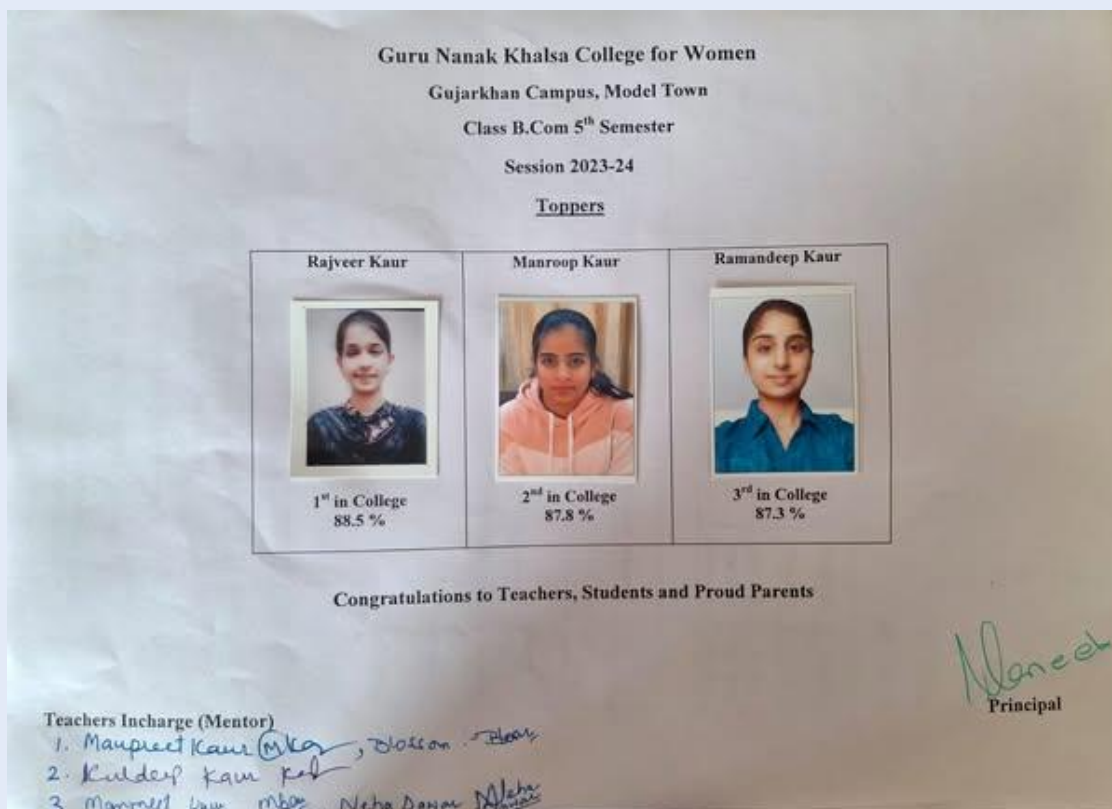 Guru Nanak Khalsa College for Women
Gujarkhan Campus, Model Town
Class B.Com 5th Semester
Session 2023-24
Toppers
Rajveer Kaur Manroop Kaur Ramandeep Kaur
1st in College 2nd in College 3rd in College
88.5 % 87.8 % 87.3 %
Congratulations to Teachers, Students and Proud Parents
Principal
Teachers Incharge (Mentor)
1. Manpreet Kaur
2. Kuldeep Kaur
3. Neha